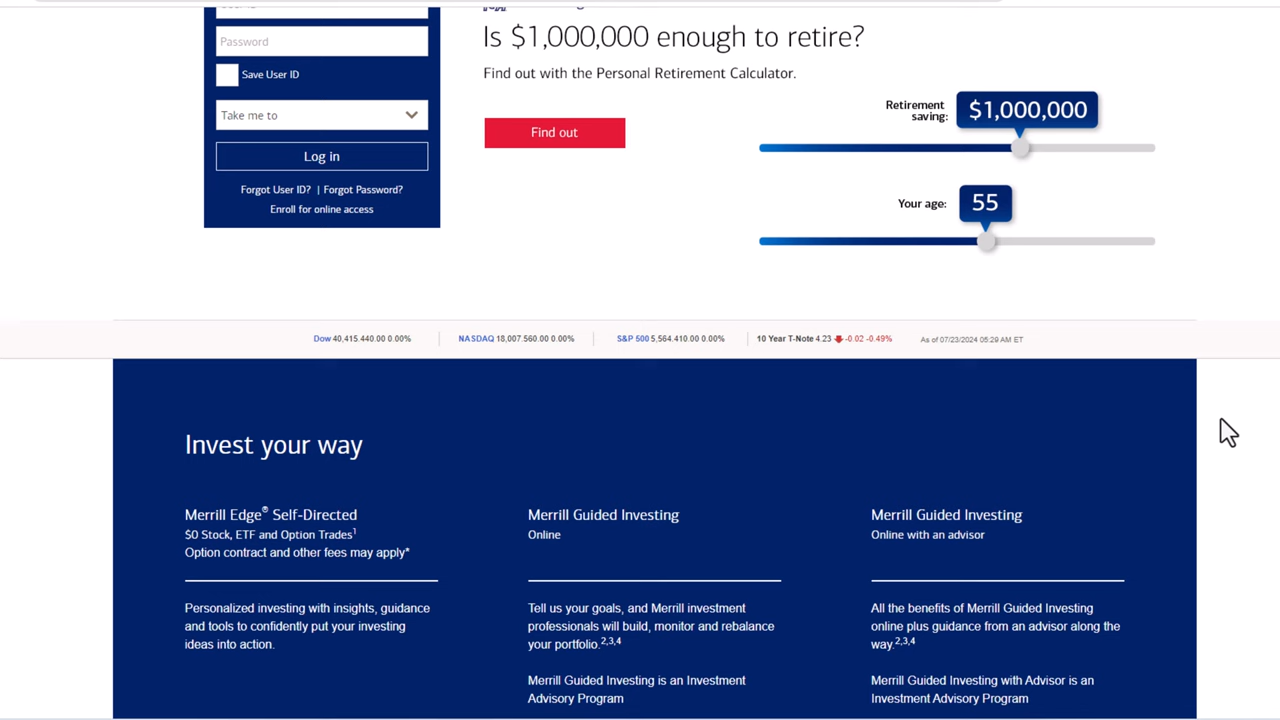 Password
Is $1,000,000 enough to retire?
Save User ID
Find out with the Personal Retirement Calculator.
Take me to
Find out
Retirement
saving:
$1,000,000
Log in
Forgot User ID? | Forgot Password?
Enroll for online access
Your age:
55
Dow 40,415.440.00 0.00%
NASDAQ 18,007.560.00 0.00%
S&P 500 5,564.410.00 0.00%
10 Year T-Note 4.23 -0.02 -0.49%
As of 07/23/2024 05:29 AM ET
Invest your way
Merrill Edge® Self-Directed
$0 Stock, ETF and Option Trades1
Option contract and other fees may apply*
Personalized investing with insights, guidance
and tools to confidently put your investing
ideas into action.
Merrill Guided Investing
Online
Tell us your goals, and Merrill investment
professionals will build, monitor and rebalance
your portfolio.2,3,4
Merrill Guided Investing is an Investment
Advisory Program
Merrill Guided Investing
Online with an advisor
All the benefits of Merrill Guided Investing
online plus guidance from an advisor along the
way.2,3,4
Merrill Guided Investing with Advisor is an
Investment Advisory Program